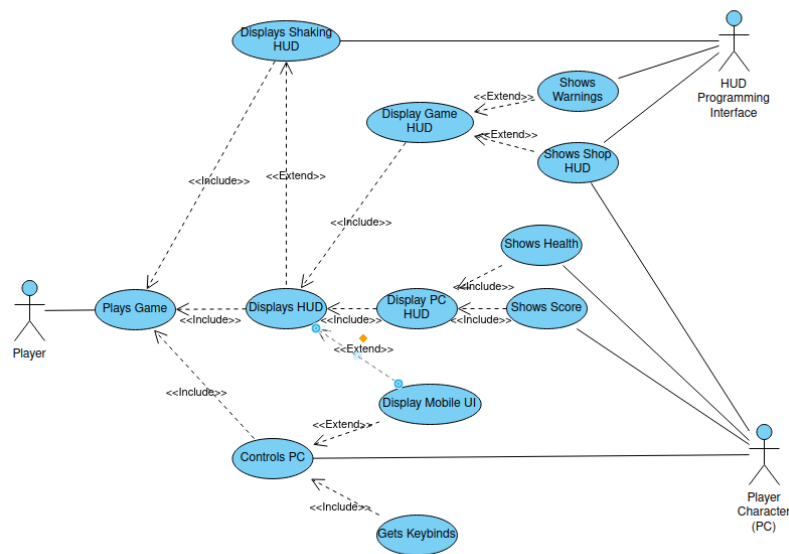 Displays Shaking
HUD
HUD
Programming
Interface
<<Extend>>
Shows
Warnings
Display Game
HUD
<<Extend>>
Shows Shop
HUD
<<Include>>
<<Extend>>
<<Include>>
Shows Health
<<Include>>
Player
Plays Game
<<Include>>
Displays HUD
<<Include>>
Display PC
HUD
<<Include>>
Shows Score
<<Extend>>
<<Include>>
Display Mobile UI
<<Extend>>
Controls PC
Player
Character
(PC)
<<Include>>
Gets Keybinds